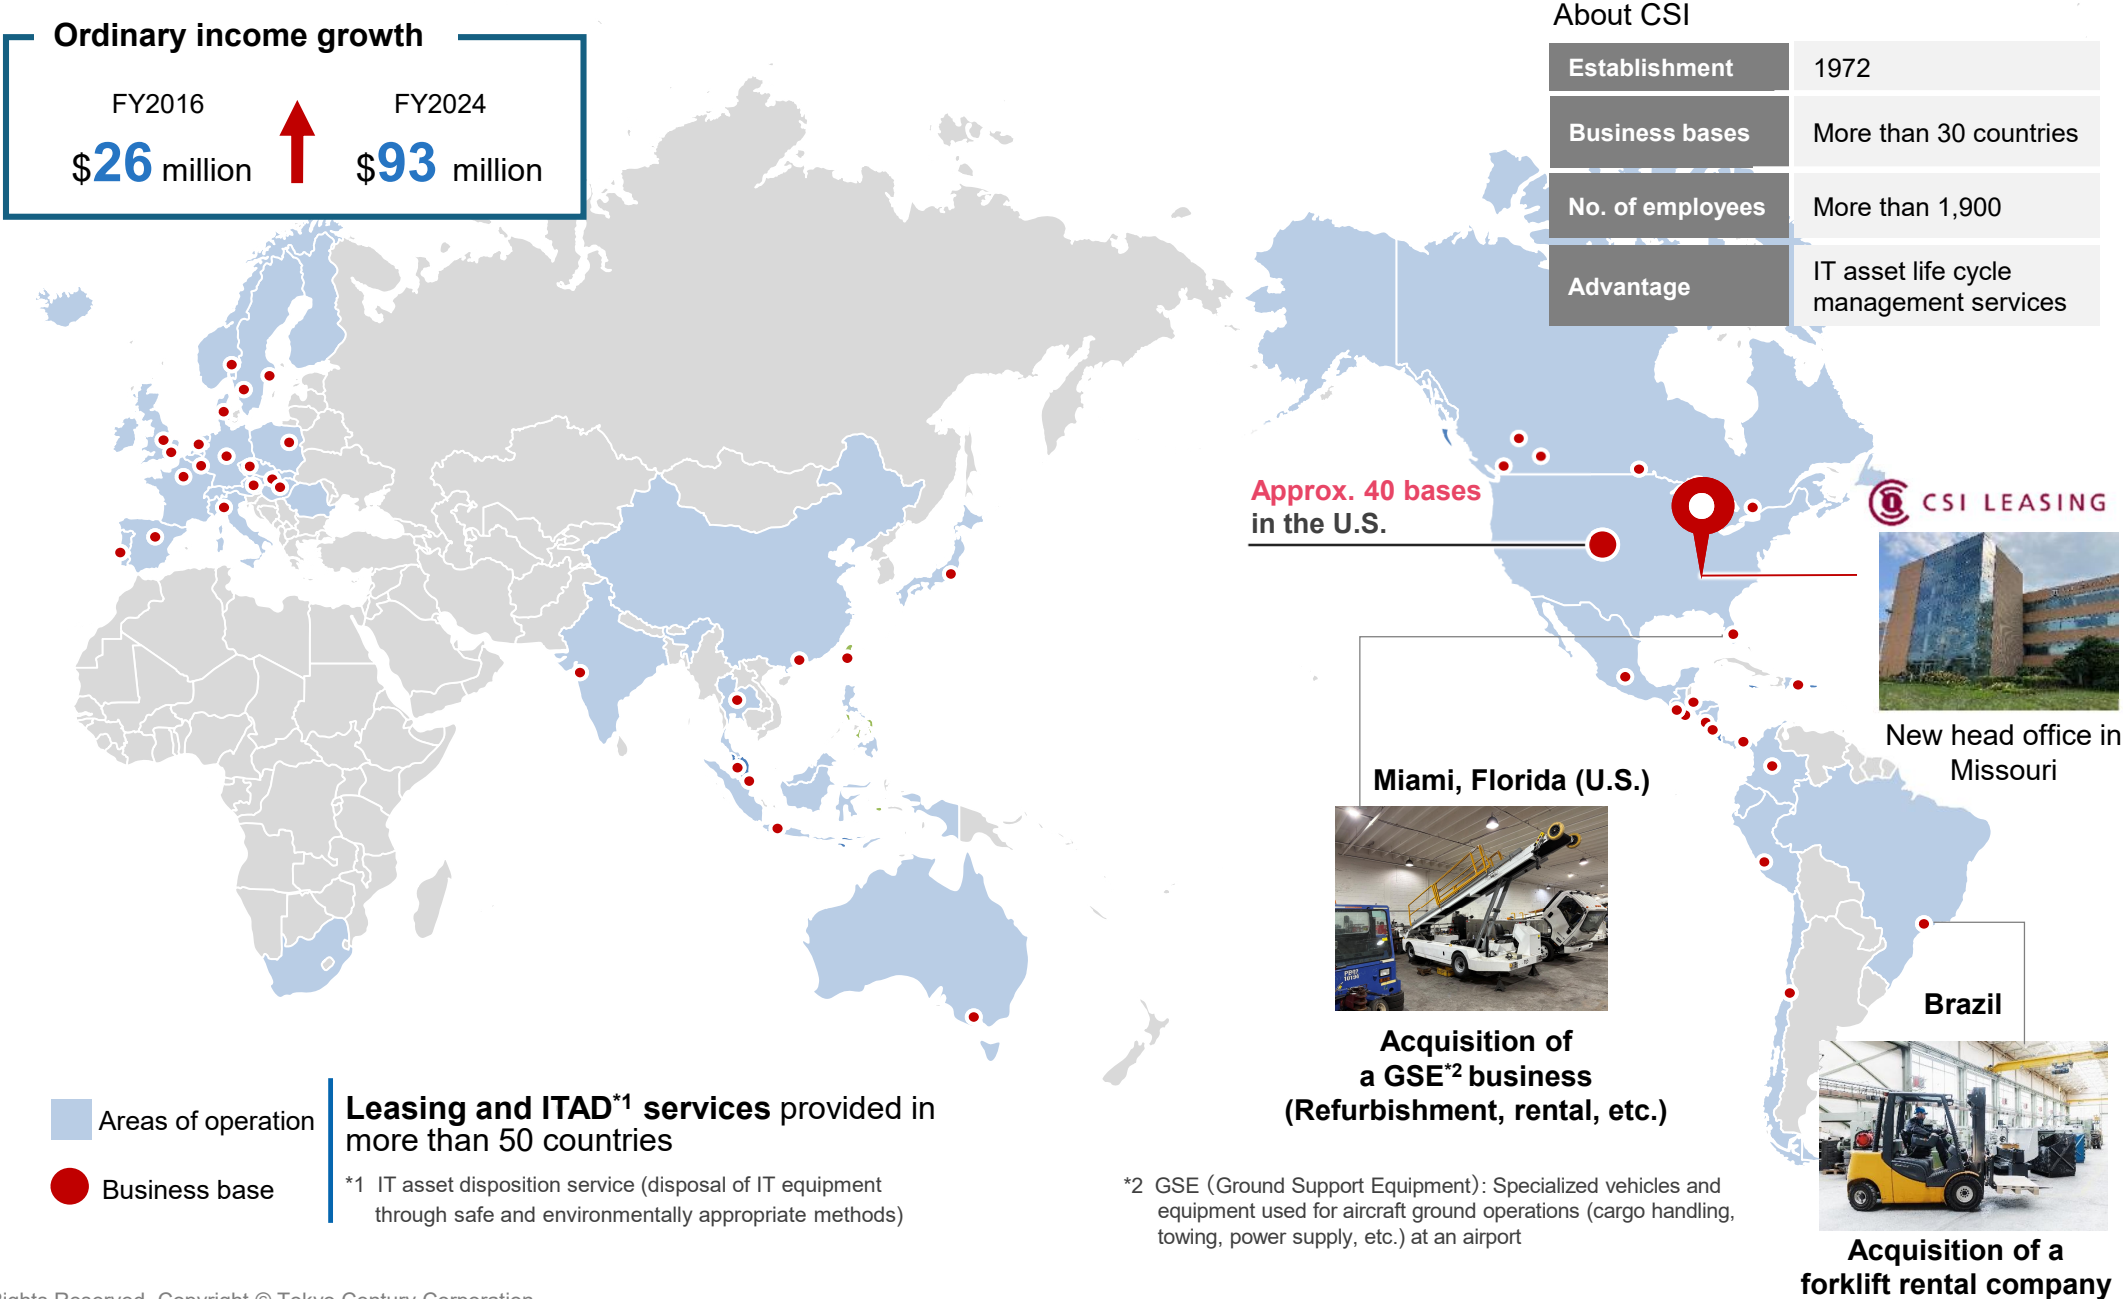 Ordinary income growth
FY2016
FY2024
$26 million
$93 million
About CSI
Establishment
1972
Business bases
More than 30 countries
No. of employees
More than 1,900
Advantage
IT asset life cycle
management services
Approx. 40 bases
in the U.S.
CSI LEASING
New head office in
Missouri
Miami, Florida (U.S.)
Acquisition of
a GSE*2 business
(Refurbishment, rental, etc.)
Brazil
Acquisition of a
forklift rental company
Areas of operation
Business base
Leasing and ITAD*1 services provided in
more than 50 countries
*1 IT asset disposition service (disposal of IT equipment
through safe and environmentally appropriate methods)
*2 GSE（Ground Support Equipment）: Specialized vehicles and
equipment used for aircraft ground operations (cargo handling,
towing, power supply, etc.) at an airport
Rights Reserved. Copyright © Tokyo Century Corporation